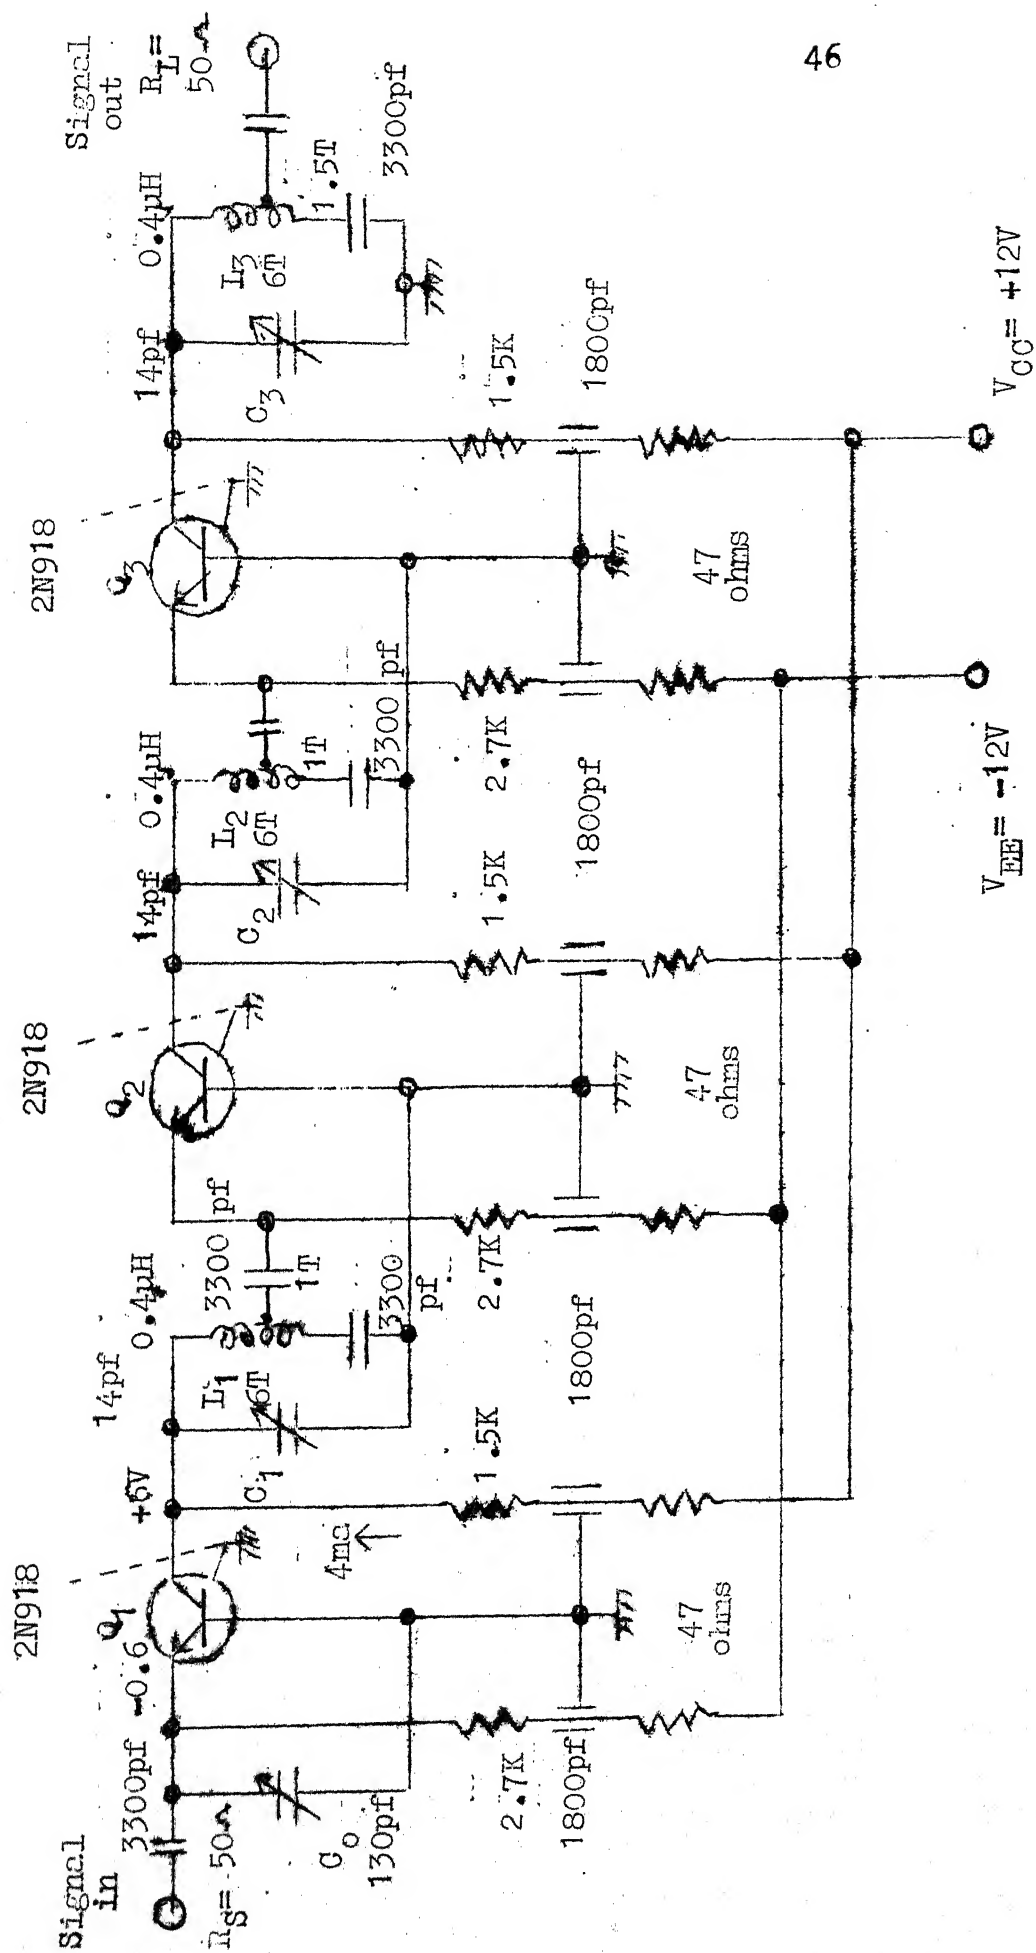 46
Signal
in
3300pf
R_S= 50Ω
C_o
130pf
-0.6
2N918
Q1
+6V
4ma
14pf
0.4µH
C1
L1
6T
3300
pf
1T
3300
pf
2N918
Q2
14pf
0.4µH
C2
L2
6T
1T
3300 pf
2N918
Q3
14pf
0.4µH
C3
L3
6T
1.5T
3300pf
Signal
out
R_L=
50Ω
2.7K
1.5K
2.7K
1.5K
2.7K
1.5K
1800pf
1800pf
1800pf
1800pf
47
ohms
47
ohms
47
ohms
V_EE= -12V
V_CC= +12V